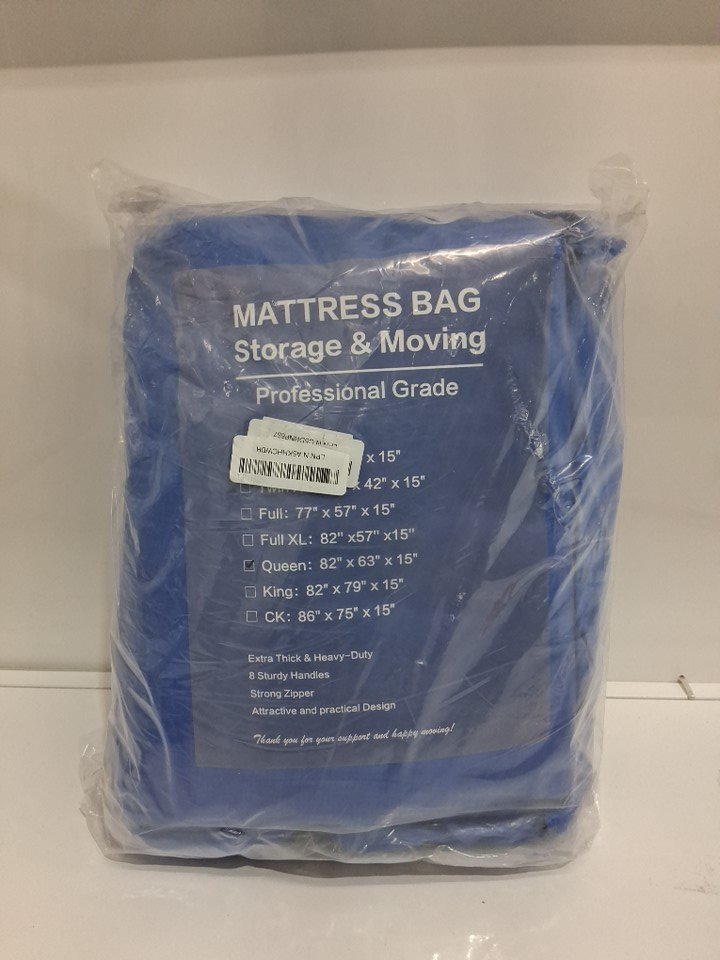 MATTRESS BAG
Storage & Moving
Professional Grade
LPN N A5KHHCWDH
x 15"
x 42" x 15"
Full: 77" x 57" x 15"
Full XL: 82" x57" x15"
Queen: 82" x 63" x 15"
King: 82" x 79" x 15"
CK: 86" x 75" x 15"
Extra Thick & Heavy-Duty
8 Sturdy Handles
Strong Zipper
Attractive and practical Design
Thank you for your support and happy moving!